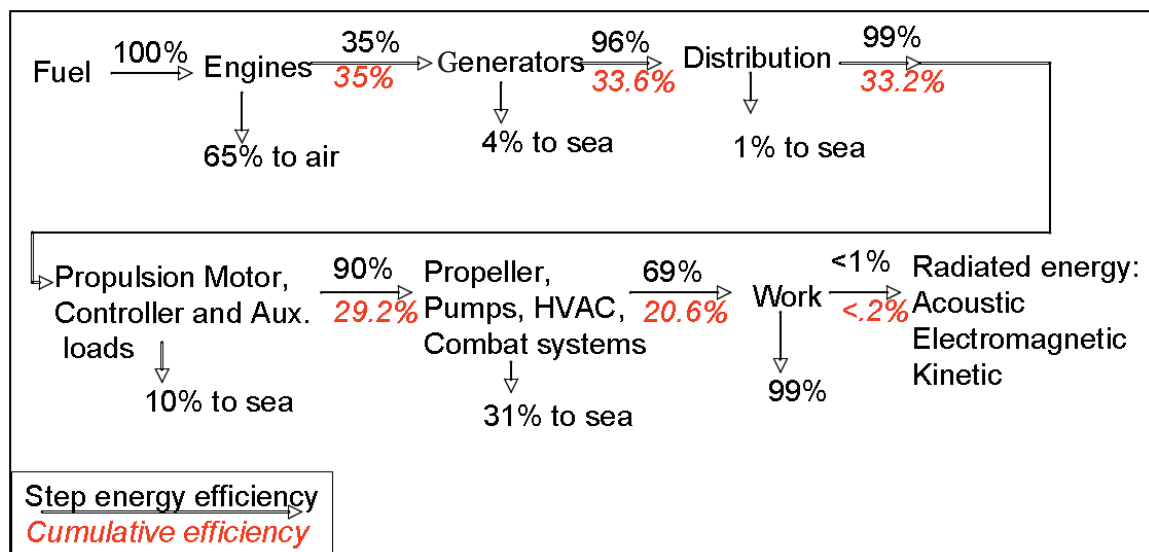 Fuel 100% Engines 35% Generators 96% Distribution 99%
35% 33.6% 33.2%
65% to air 4% to sea 1% to sea
Propulsion Motor, Controller and Aux. loads
90%
29.2%
Propeller, Pumps, HVAC, Combat systems
69%
20.6%
Work
<1%
<.2%
Radiated energy:
Acoustic
Electromagnetic
Kinetic
10% to sea
31% to sea
99%
Step energy efficiency
Cumulative efficiency